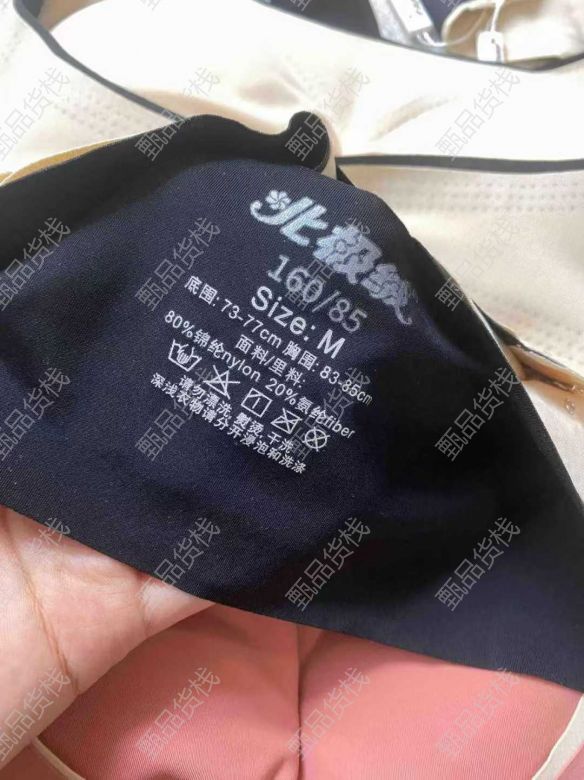 北极绒
160/85
Size: M
底围: 73-77cm 胸围: 83-85cm
面料/里料:
80%锦纶nylon 20%氨纶fiber
请勿漂洗, 熨烫, 干洗
深浅衣物请分开浸泡和洗涤
甄品货栈